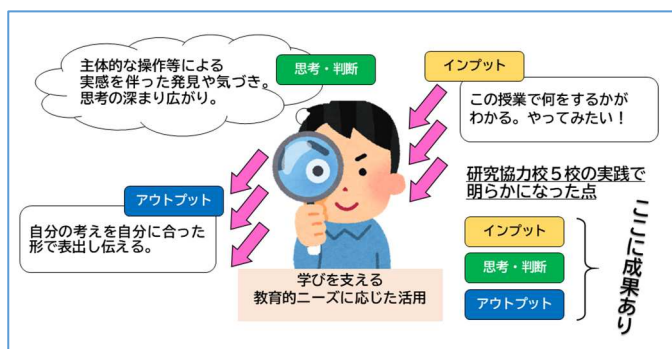 主体的な操作等による
実感を伴った発見や気づき。
思考の深まり広がり。
思考・判断
インプット
この授業で何をするかが
わかる。やってみたい！
アウトプット
自分の考えを自分に合った
形で表出し伝える。
学びを支える
教育的ニーズに応じた活用
研究協力校５校の実践で
明らかになった点
インプット
思考・判断
アウトプット
ここに成果あり